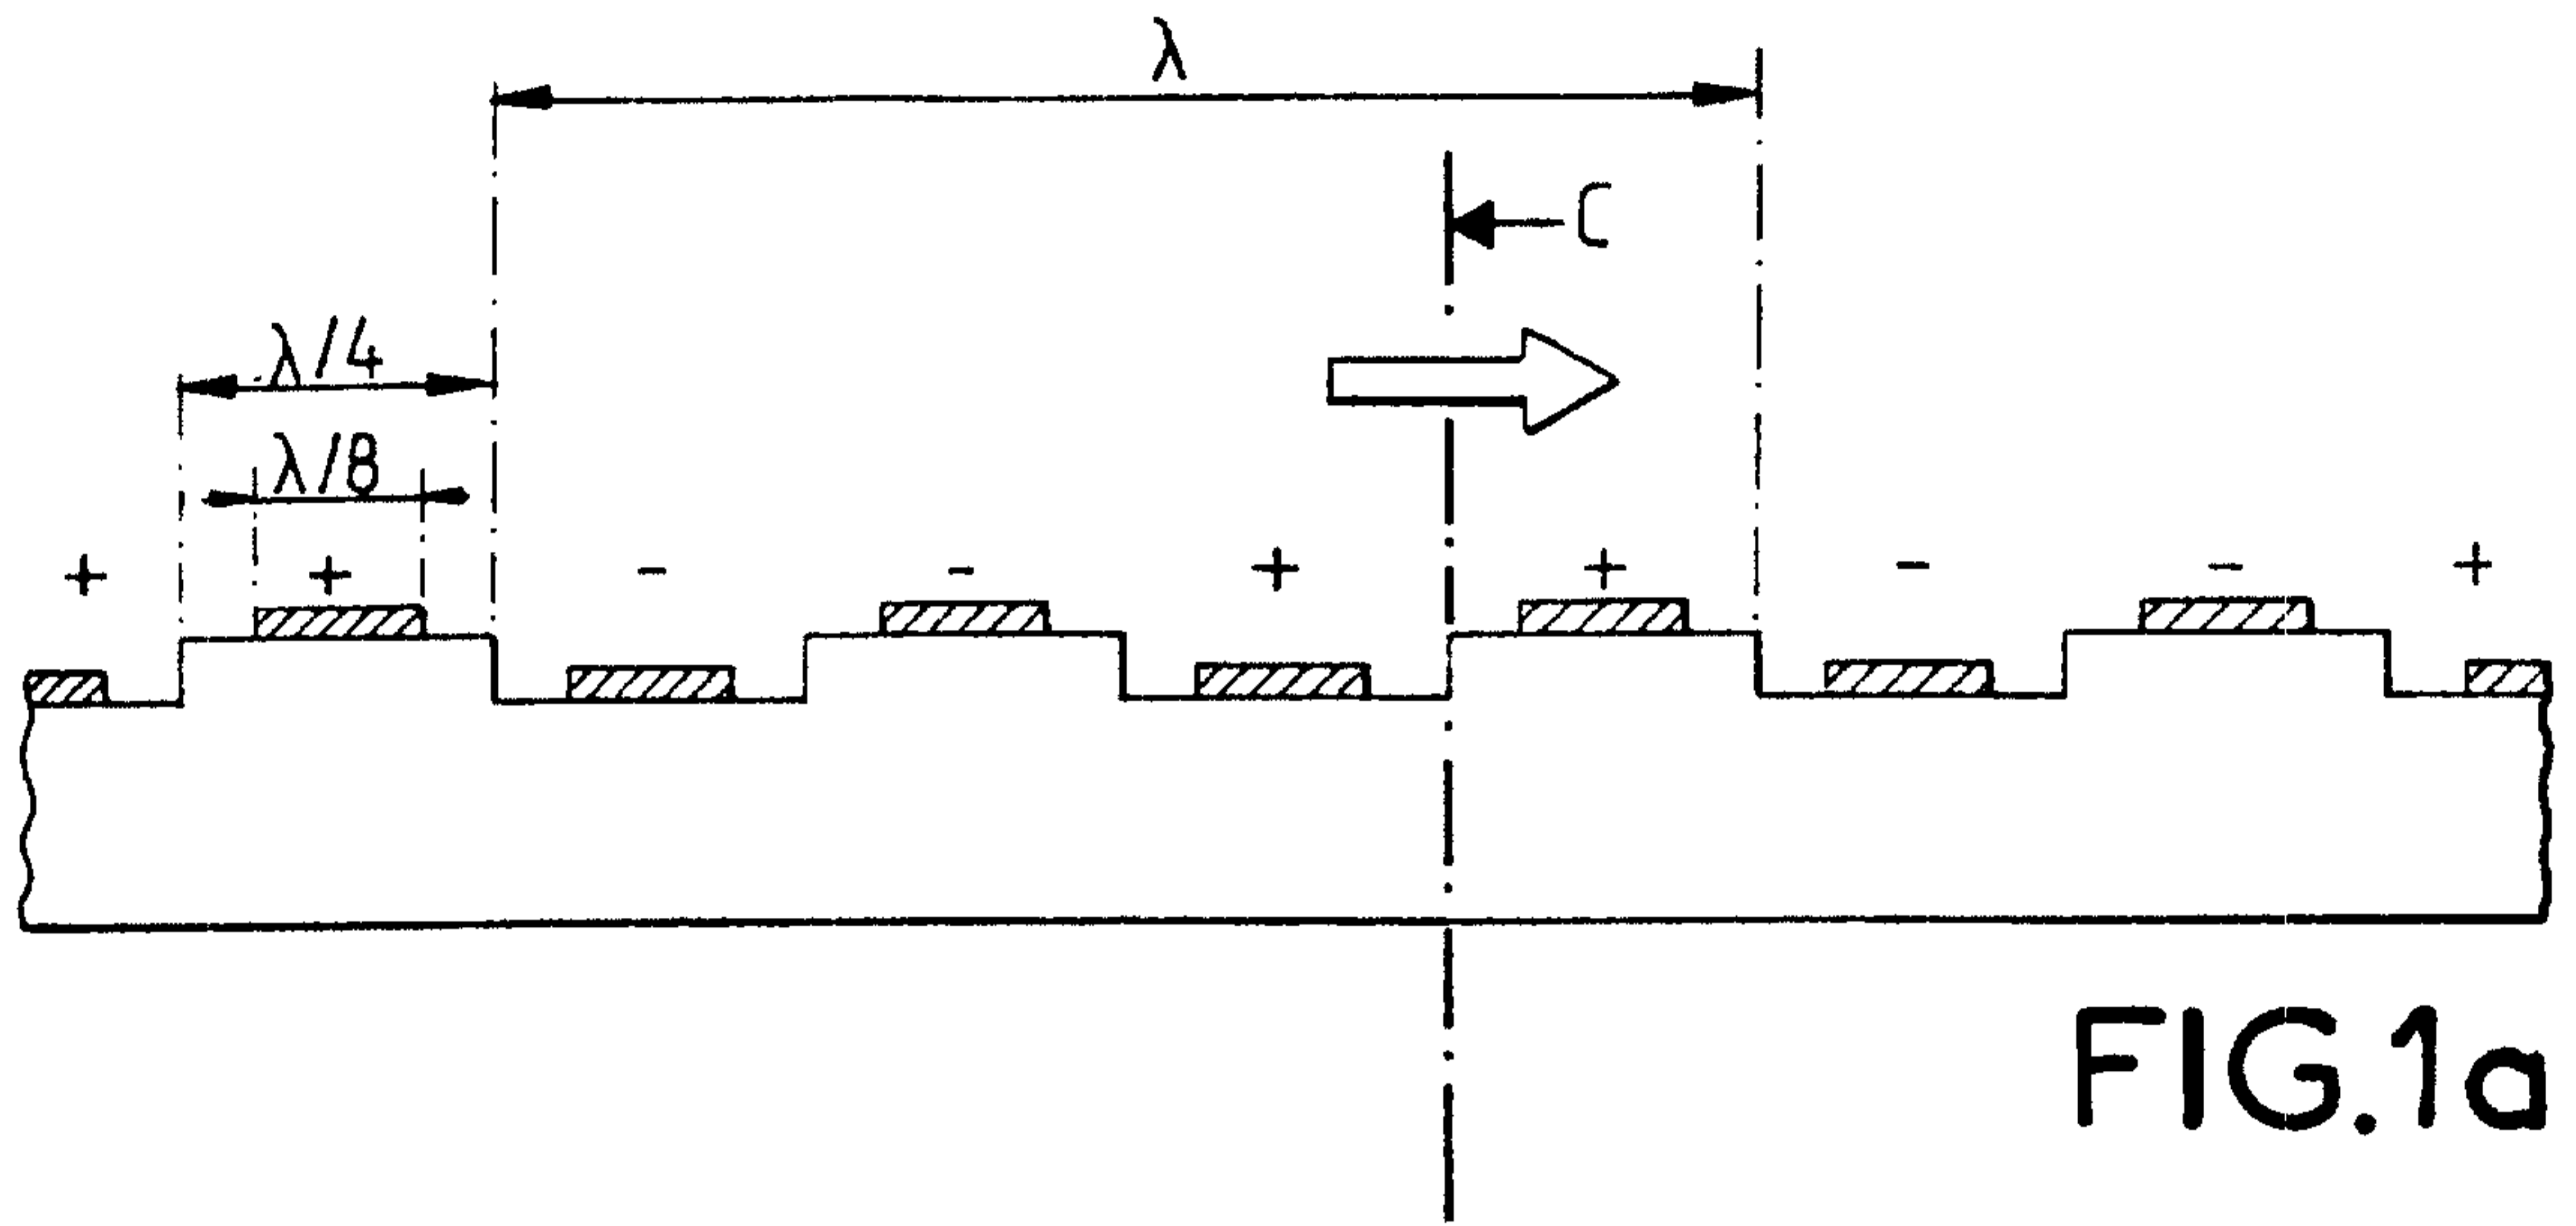 λ
C
λ/4
λ/8
+ + - - + + - - +
FIG.1a